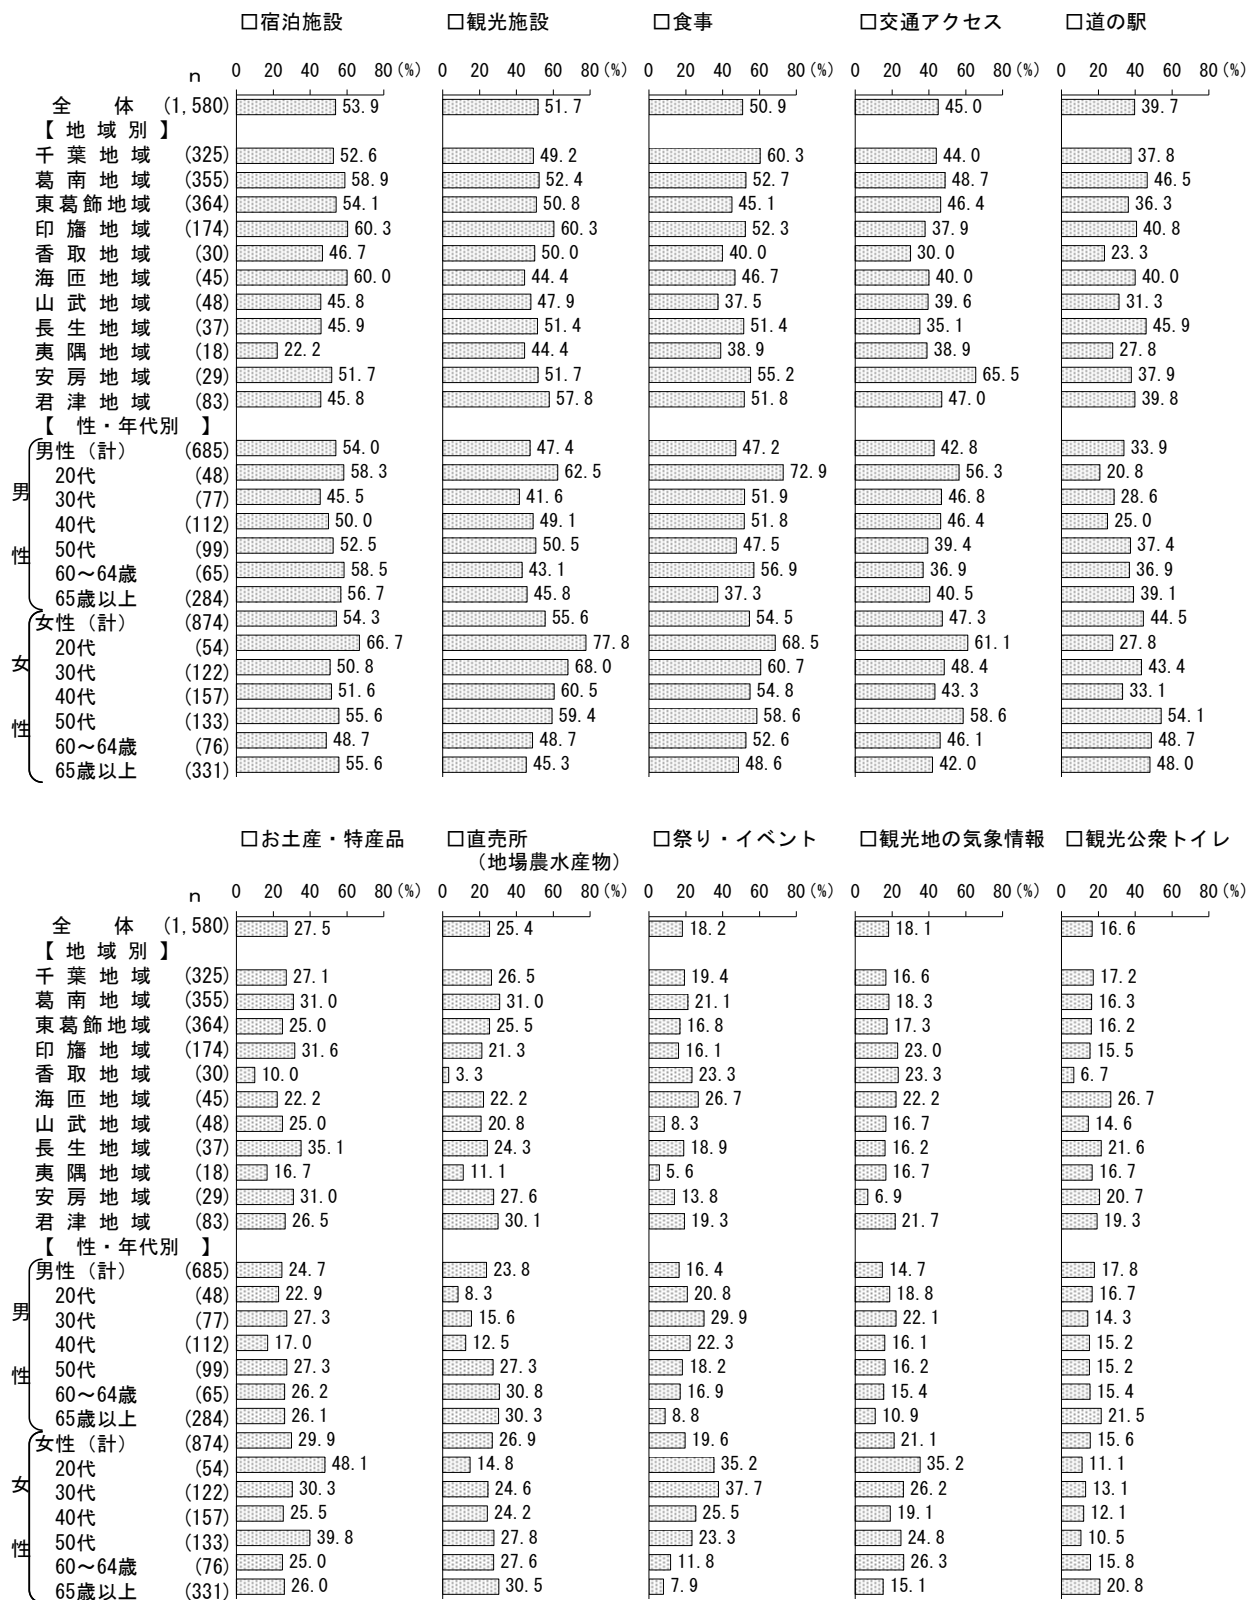 □宿泊施設 □観光施設 □食事 □交通アクセス □道の駅
n 0 20 40 60 80(%) 0 20 40 60 80(%) 0 20 40 60 80(%) 0 20 40 60 80(%) 0 20 40 60 80(%)
全体 (1,580) 53.9 51.7 50.9 45.0 39.7
【地域別】
千葉地域 (325) 52.6 49.2 60.3 44.0 37.8
葛南地域 (355) 58.9 52.4 52.7 48.7 46.5
東葛飾地域 (364) 54.1 50.8 45.1 46.4 36.3
印旛地域 (174) 60.3 60.3 52.3 37.9 40.8
香取地域 (30) 46.7 50.0 40.0 30.0 23.3
海匝地域 (45) 60.0 44.4 46.7 40.0 40.0
山武地域 (48) 45.8 47.9 37.5 39.6 31.3
長生地域 (37) 45.9 51.4 51.4 35.1 45.9
夷隅地域 (18) 22.2 44.4 38.9 38.9 27.8
安房地域 (29) 51.7 51.7 55.2 65.5 37.9
君津地域 (83) 45.8 57.8 51.8 47.0 39.8
【性・年代別】
男性
男性（計） (685) 54.0 47.4 47.2 42.8 33.9
20代 (48) 58.3 62.5 72.9 56.3 20.8
30代 (77) 45.5 41.6 51.9 46.8 28.6
40代 (112) 50.0 49.1 51.8 46.4 25.0
50代 (99) 52.5 50.5 47.5 39.4 37.4
60～64歳 (65) 58.5 43.1 56.9 36.9 36.9
65歳以上 (284) 56.7 45.8 37.3 40.5 39.1
女性
女性（計） (874) 54.3 55.6 54.5 47.3 44.5
20代 (54) 66.7 77.8 68.5 61.1 27.8
30代 (122) 50.8 68.0 60.7 48.4 43.4
40代 (157) 51.6 60.5 54.8 43.3 33.1
50代 (133) 55.6 59.4 58.6 58.6 54.1
60～64歳 (76) 48.7 48.7 52.6 46.1 48.7
65歳以上 (331) 55.6 45.3 48.6 42.0 48.0
□お土産・特産品 □直売所 □祭り・イベント □観光地の気象情報 □観光公衆トイレ
（地場農水産物）
n 0 20 40 60 80(%) 0 20 40 60 80(%) 0 20 40 60 80(%) 0 20 40 60 80(%) 0 20 40 60 80(%)
全体 (1,580) 27.5 25.4 18.2 18.1 16.6
【地域別】
千葉地域 (325) 27.1 26.5 19.4 16.6 17.2
葛南地域 (355) 31.0 31.0 21.1 18.3 16.3
東葛飾地域 (364) 25.0 25.5 16.8 17.3 16.2
印旛地域 (174) 31.6 21.3 16.1 23.0 15.5
香取地域 (30) 10.0 3.3 23.3 23.3 6.7
海匝地域 (45) 22.2 22.2 26.7 22.2 26.7
山武地域 (48) 25.0 20.8 8.3 16.7 14.6
長生地域 (37) 35.1 24.3 18.9 16.2 21.6
夷隅地域 (18) 16.7 11.1 5.6 16.7 16.7
安房地域 (29) 31.0 27.6 13.8 6.9 20.7
君津地域 (83) 26.5 30.1 19.3 21.7 19.3
【性・年代別】
男性
男性（計） (685) 24.7 23.8 16.4 14.7 17.8
20代 (48) 22.9 8.3 20.8 18.8 16.7
30代 (77) 27.3 15.6 29.9 22.1 14.3
40代 (112) 17.0 12.5 22.3 16.1 15.2
50代 (99) 27.3 27.3 18.2 16.2 15.2
60～64歳 (65) 26.2 30.8 16.9 15.4 15.4
65歳以上 (284) 26.1 30.3 8.8 10.9 21.5
女性
女性（計） (874) 29.9 26.9 19.6 21.1 15.6
20代 (54) 48.1 14.8 35.2 35.2 11.1
30代 (122) 30.3 24.6 37.7 26.2 13.1
40代 (157) 25.5 24.2 25.5 19.1 12.1
50代 (133) 39.8 27.8 23.3 24.8 10.5
60～64歳 (76) 25.0 27.6 11.8 26.3 15.8
65歳以上 (331) 26.0 30.5 7.9 15.1 20.8